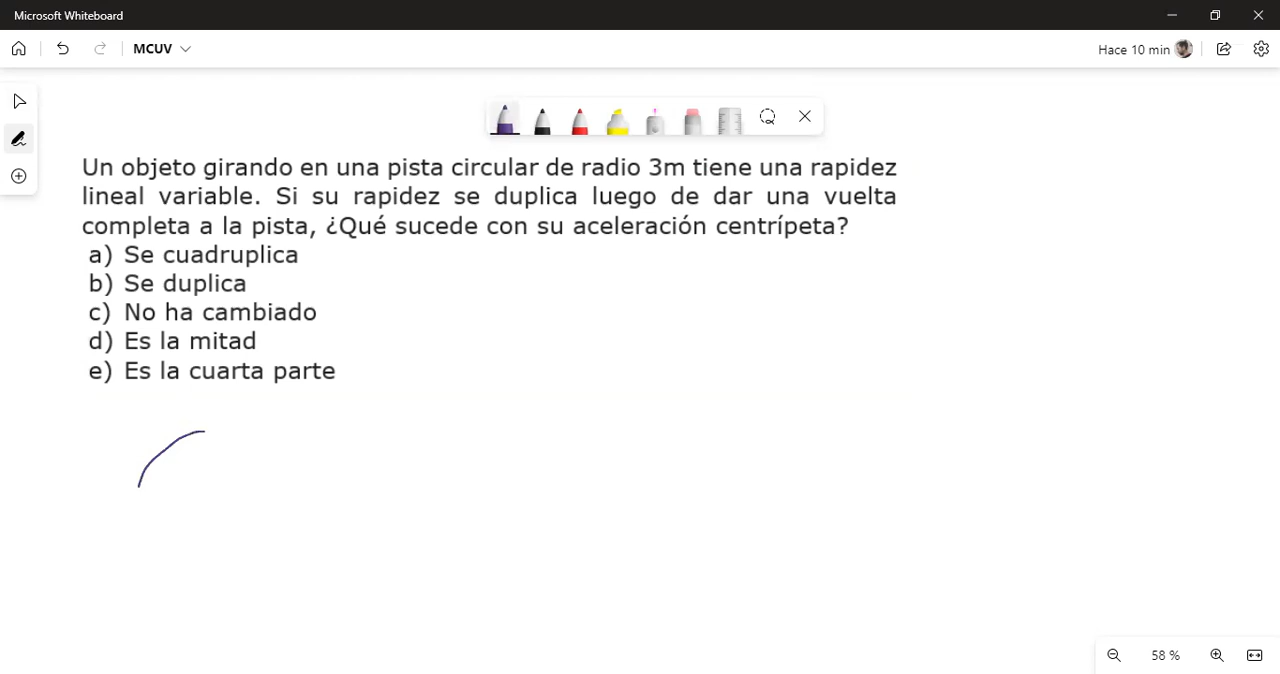 Microsoft Whiteboard
MCUV
Hace 10 min
Un objeto girando en una pista circular de radio 3m tiene una rapidez
lineal variable. Si su rapidez se duplica luego de dar una vuelta
completa a la pista, ¿Qué sucede con su aceleración centrípeta?
a) Se cuadruplica
b) Se duplica
c) No ha cambiado
d) Es la mitad
e) Es la cuarta parte
58 %